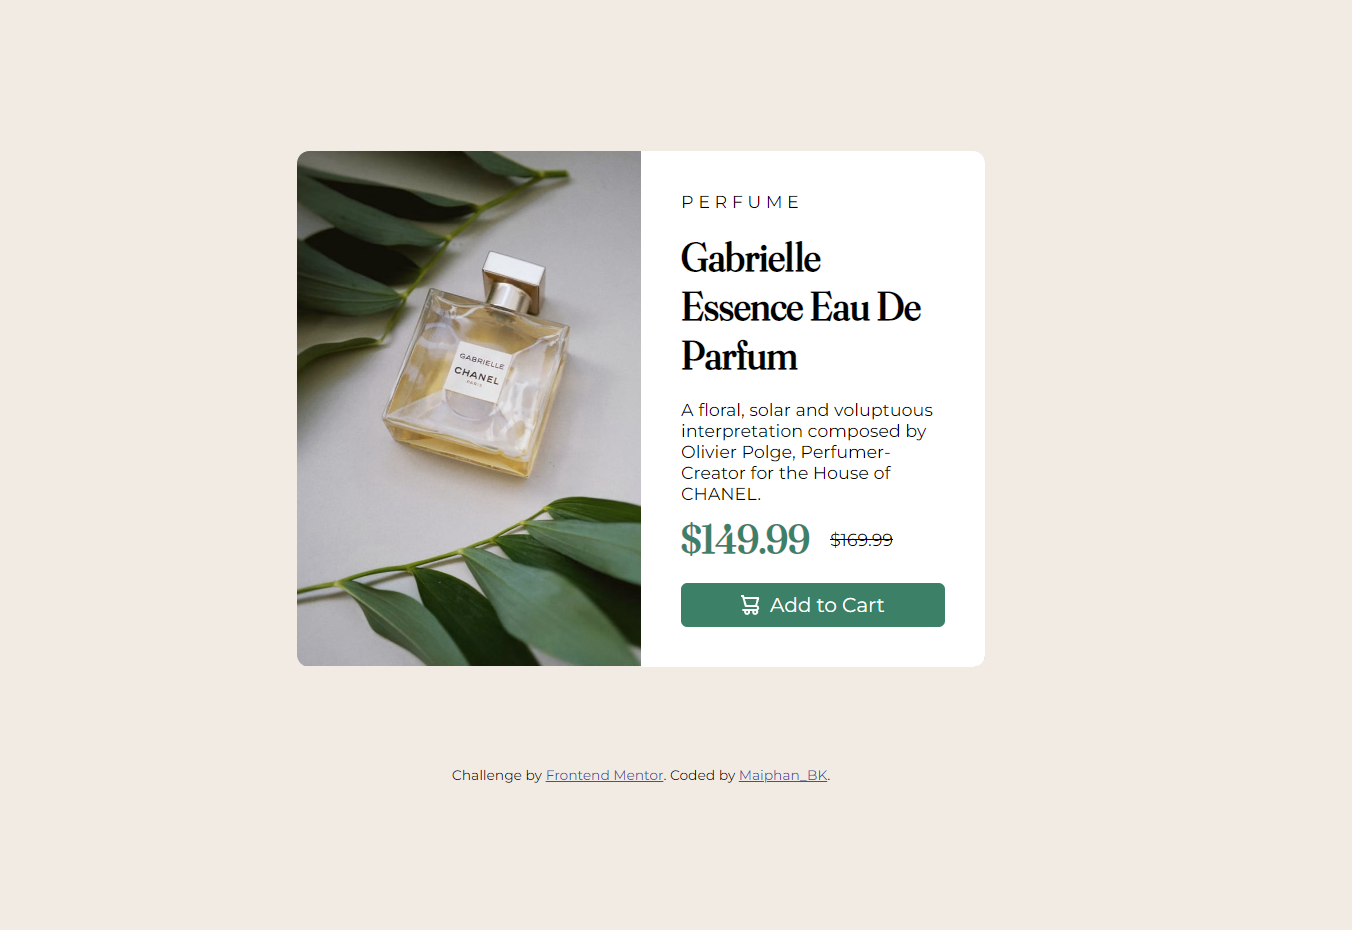 GABRIELLE
CHANEL
PARIS
PERFUME
Gabrielle
Essence Eau De
Parfum
A floral, solar and voluptuous
interpretation composed by
Olivier Polge, Perfumer-
Creator for the House of
CHANEL.
$149.99 $169.99
Add to Cart
Challenge by Frontend Mentor. Coded by Maiphan_BK.